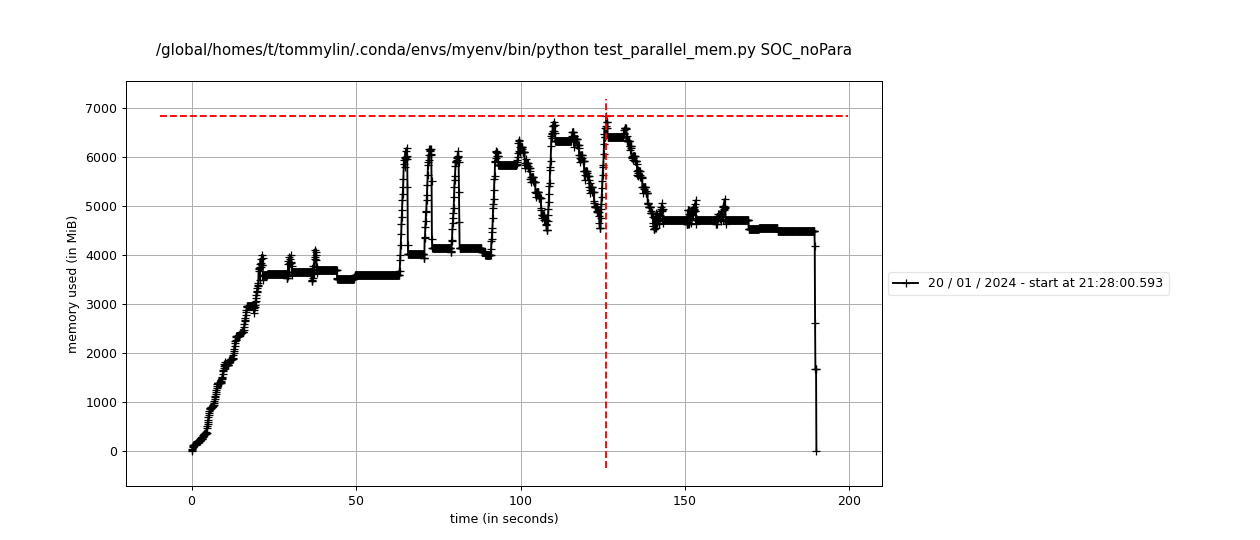 /global/homes/t/tommylin/.conda/envs/myenv/bin/python test_parallel_mem.py SOC_noPara
7000
6000
5000
4000
3000
2000
1000
0
memory used (in MiB)
0 50 100 150 200
time (in seconds)
20 / 01 / 2024 - start at 21:28:00.593